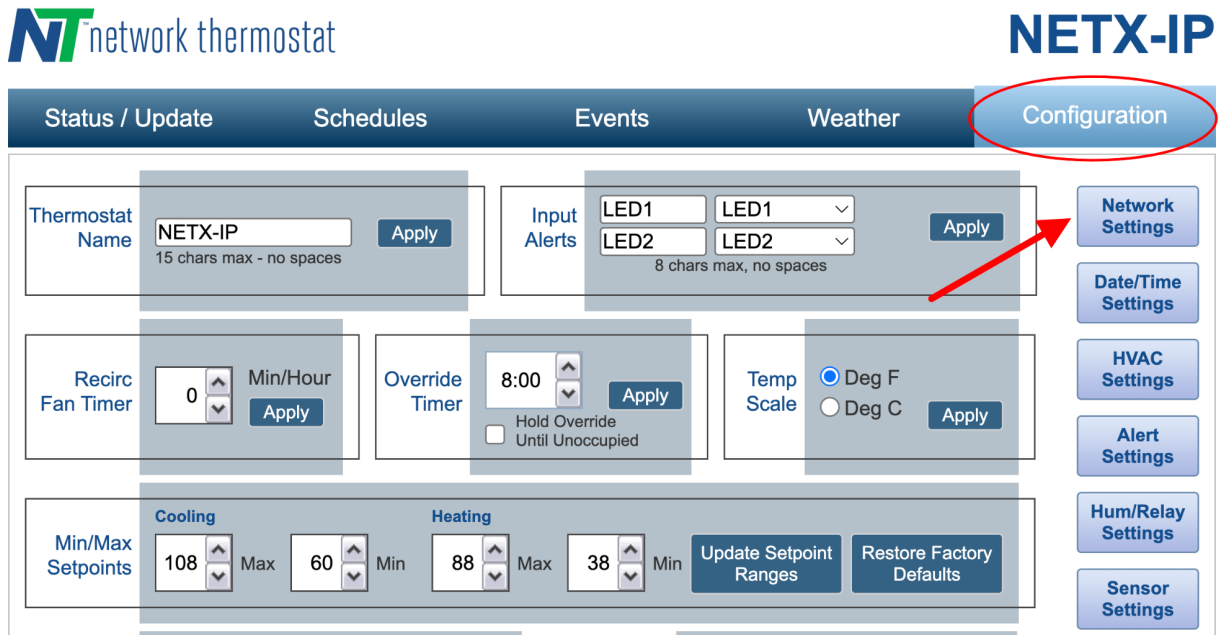 NT™ network thermostat
NETX-IP
Status / Update
Schedules
Events
Weather
Configuration
Thermostat
Name
NETX-IP
15 chars max - no spaces
Apply
Input
Alerts
LED1
LED1
LED2
LED2
8 chars max, no spaces
Apply
Network
Settings
Date/Time
Settings
Recirc
Fan Timer
0
Min/Hour
Apply
Override
Timer
8:00
Apply
Hold Override
Until Unoccupied
Temp
Scale
Deg F
Deg C
Apply
HVAC
Settings
Alert
Settings
Min/Max
Setpoints
Cooling
108
Max
60
Min
Heating
88
Max
38
Min
Update Setpoint
Ranges
Restore Factory
Defaults
Hum/Relay
Settings
Sensor
Settings